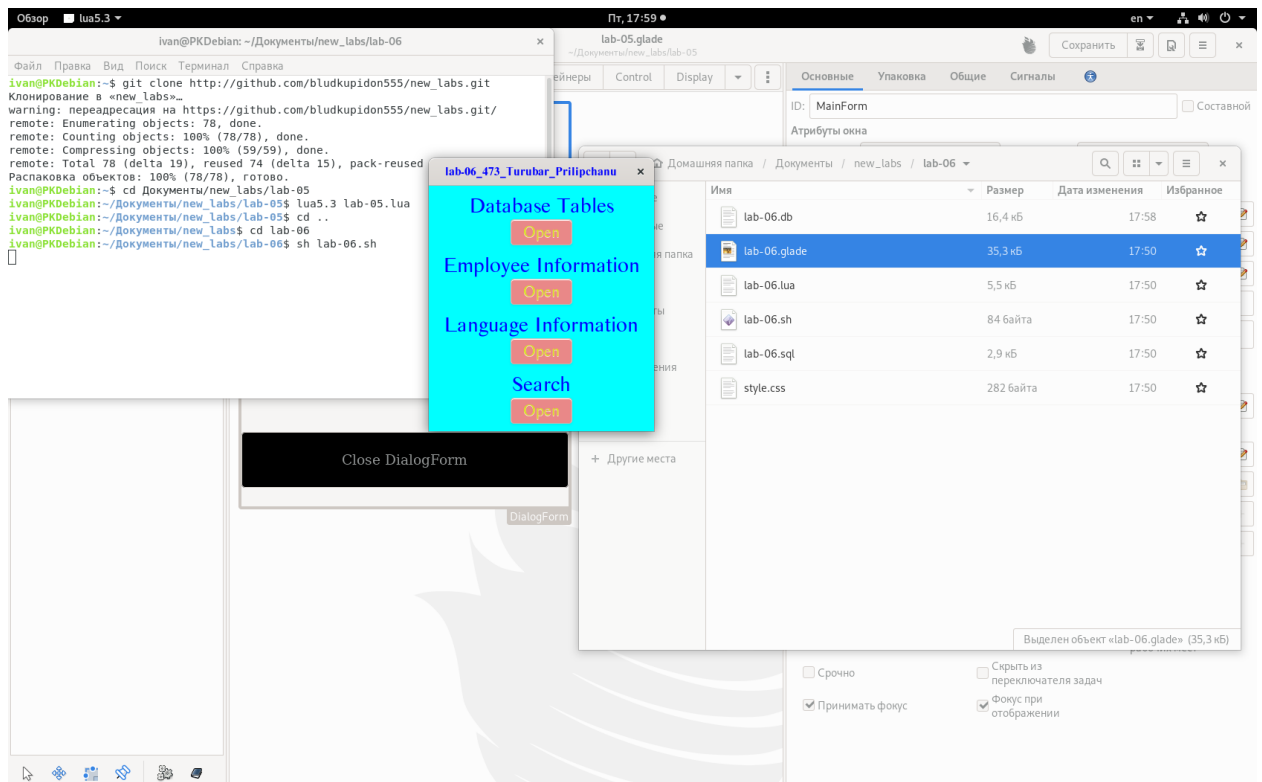 Обзор lua5.3 Пт, 17:59 en
ivan@PKDebian: ~/Документы/new_labs/lab-06
Файл Правка Вид Поиск Терминал Справка
ivan@PKDebian:~$ git clone http://github.com/bludkupidon555/new_labs.git
Клонирование в «new_labs»…
warning: переадресация на https://github.com/bludkupidon555/new_labs.git/
remote: Enumerating objects: 78, done.
remote: Counting objects: 100% (78/78), done.
remote: Compressing objects: 100% (59/59), done.
remote: Total 78 (delta 19), reused 74 (delta 15), pack-reused
Распаковка объектов: 100% (78/78), готово.
ivan@PKDebian:~$ cd Документы/new_labs/lab-05
ivan@PKDebian:~/Документы/new_labs/lab-05$ lua5.3 lab-05.lua
ivan@PKDebian:~/Документы/new_labs/lab-05$ cd ..
ivan@PKDebian:~/Документы/new_labs$ cd lab-06
ivan@PKDebian:~/Документы/new_labs/lab-06$ sh lab-06.sh
lab-05.glade
~/Документы/new_labs/lab-05
Сохранить
ейнеры Control Display
Основные Упаковка Общие Сигналы
ID: MainForm Составной
Атрибуты окна
lab-06_473_Turubar_Prilipchanu
Database Tables
Open
Employee Information
Open
Language Information
Open
Search
Open
Домашняя папка / Документы / new_labs / lab-06
Имя Размер Дата изменения Избранное
lab-06.db 16,4 кБ 17:58
lab-06.glade 35,3 кБ 17:50
lab-06.lua 5,5 кБ 17:50
lab-06.sh 84 байта 17:50
lab-06.sql 2,9 кБ 17:50
style.css 282 байта 17:50
я папка
ты
ения
+ Другие места
Выделен объект «lab-06.glade» (35,3 кБ)
Close DialogForm
DialogForm
Срочно
Скрыть из
переключателя задач
Принимать фокус
Фокус при
отображении